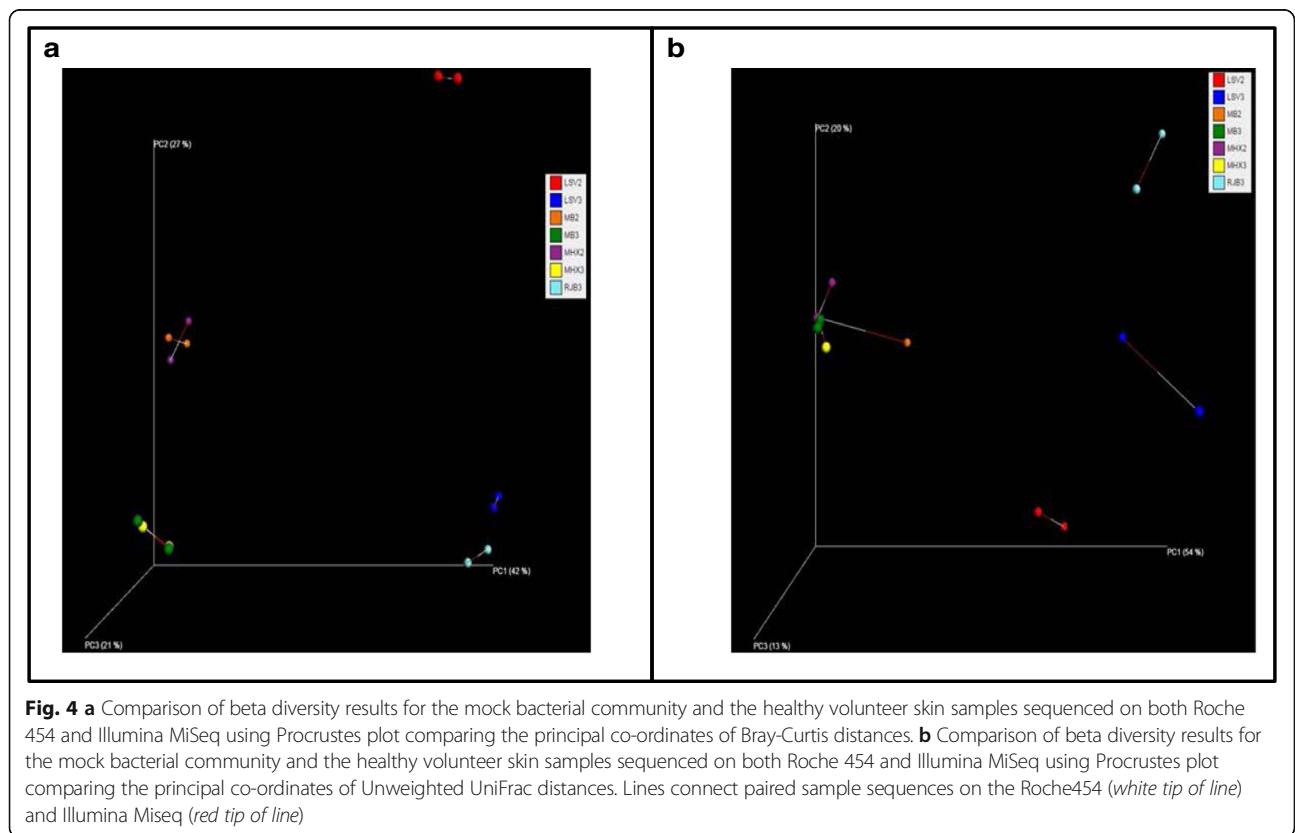 a
PC2 (27 %)
LSV2
LSV3
MB2
MB3
MHX2
MHX3
RJB3
PC1 (42 %)
PC3 (21 %)
b
PC2 (20 %)
LSV2
LSV3
MB2
MB3
MHX2
MHX3
RJB3
PC1 (54 %)
PC3 (13 %)
Fig. 4 a Comparison of beta diversity results for the mock bacterial community and the healthy volunteer skin samples sequenced on both Roche
454 and Illumina MiSeq using Procrustes plot comparing the principal co-ordinates of Bray-Curtis distances. b Comparison of beta diversity results for
the mock bacterial community and the healthy volunteer skin samples sequenced on both Roche 454 and Illumina MiSeq using Procrustes plot
comparing the principal co-ordinates of Unweighted UniFrac distances. Lines connect paired sample sequences on the Roche454 (white tip of line)
and Illumina Miseq (red tip of line)